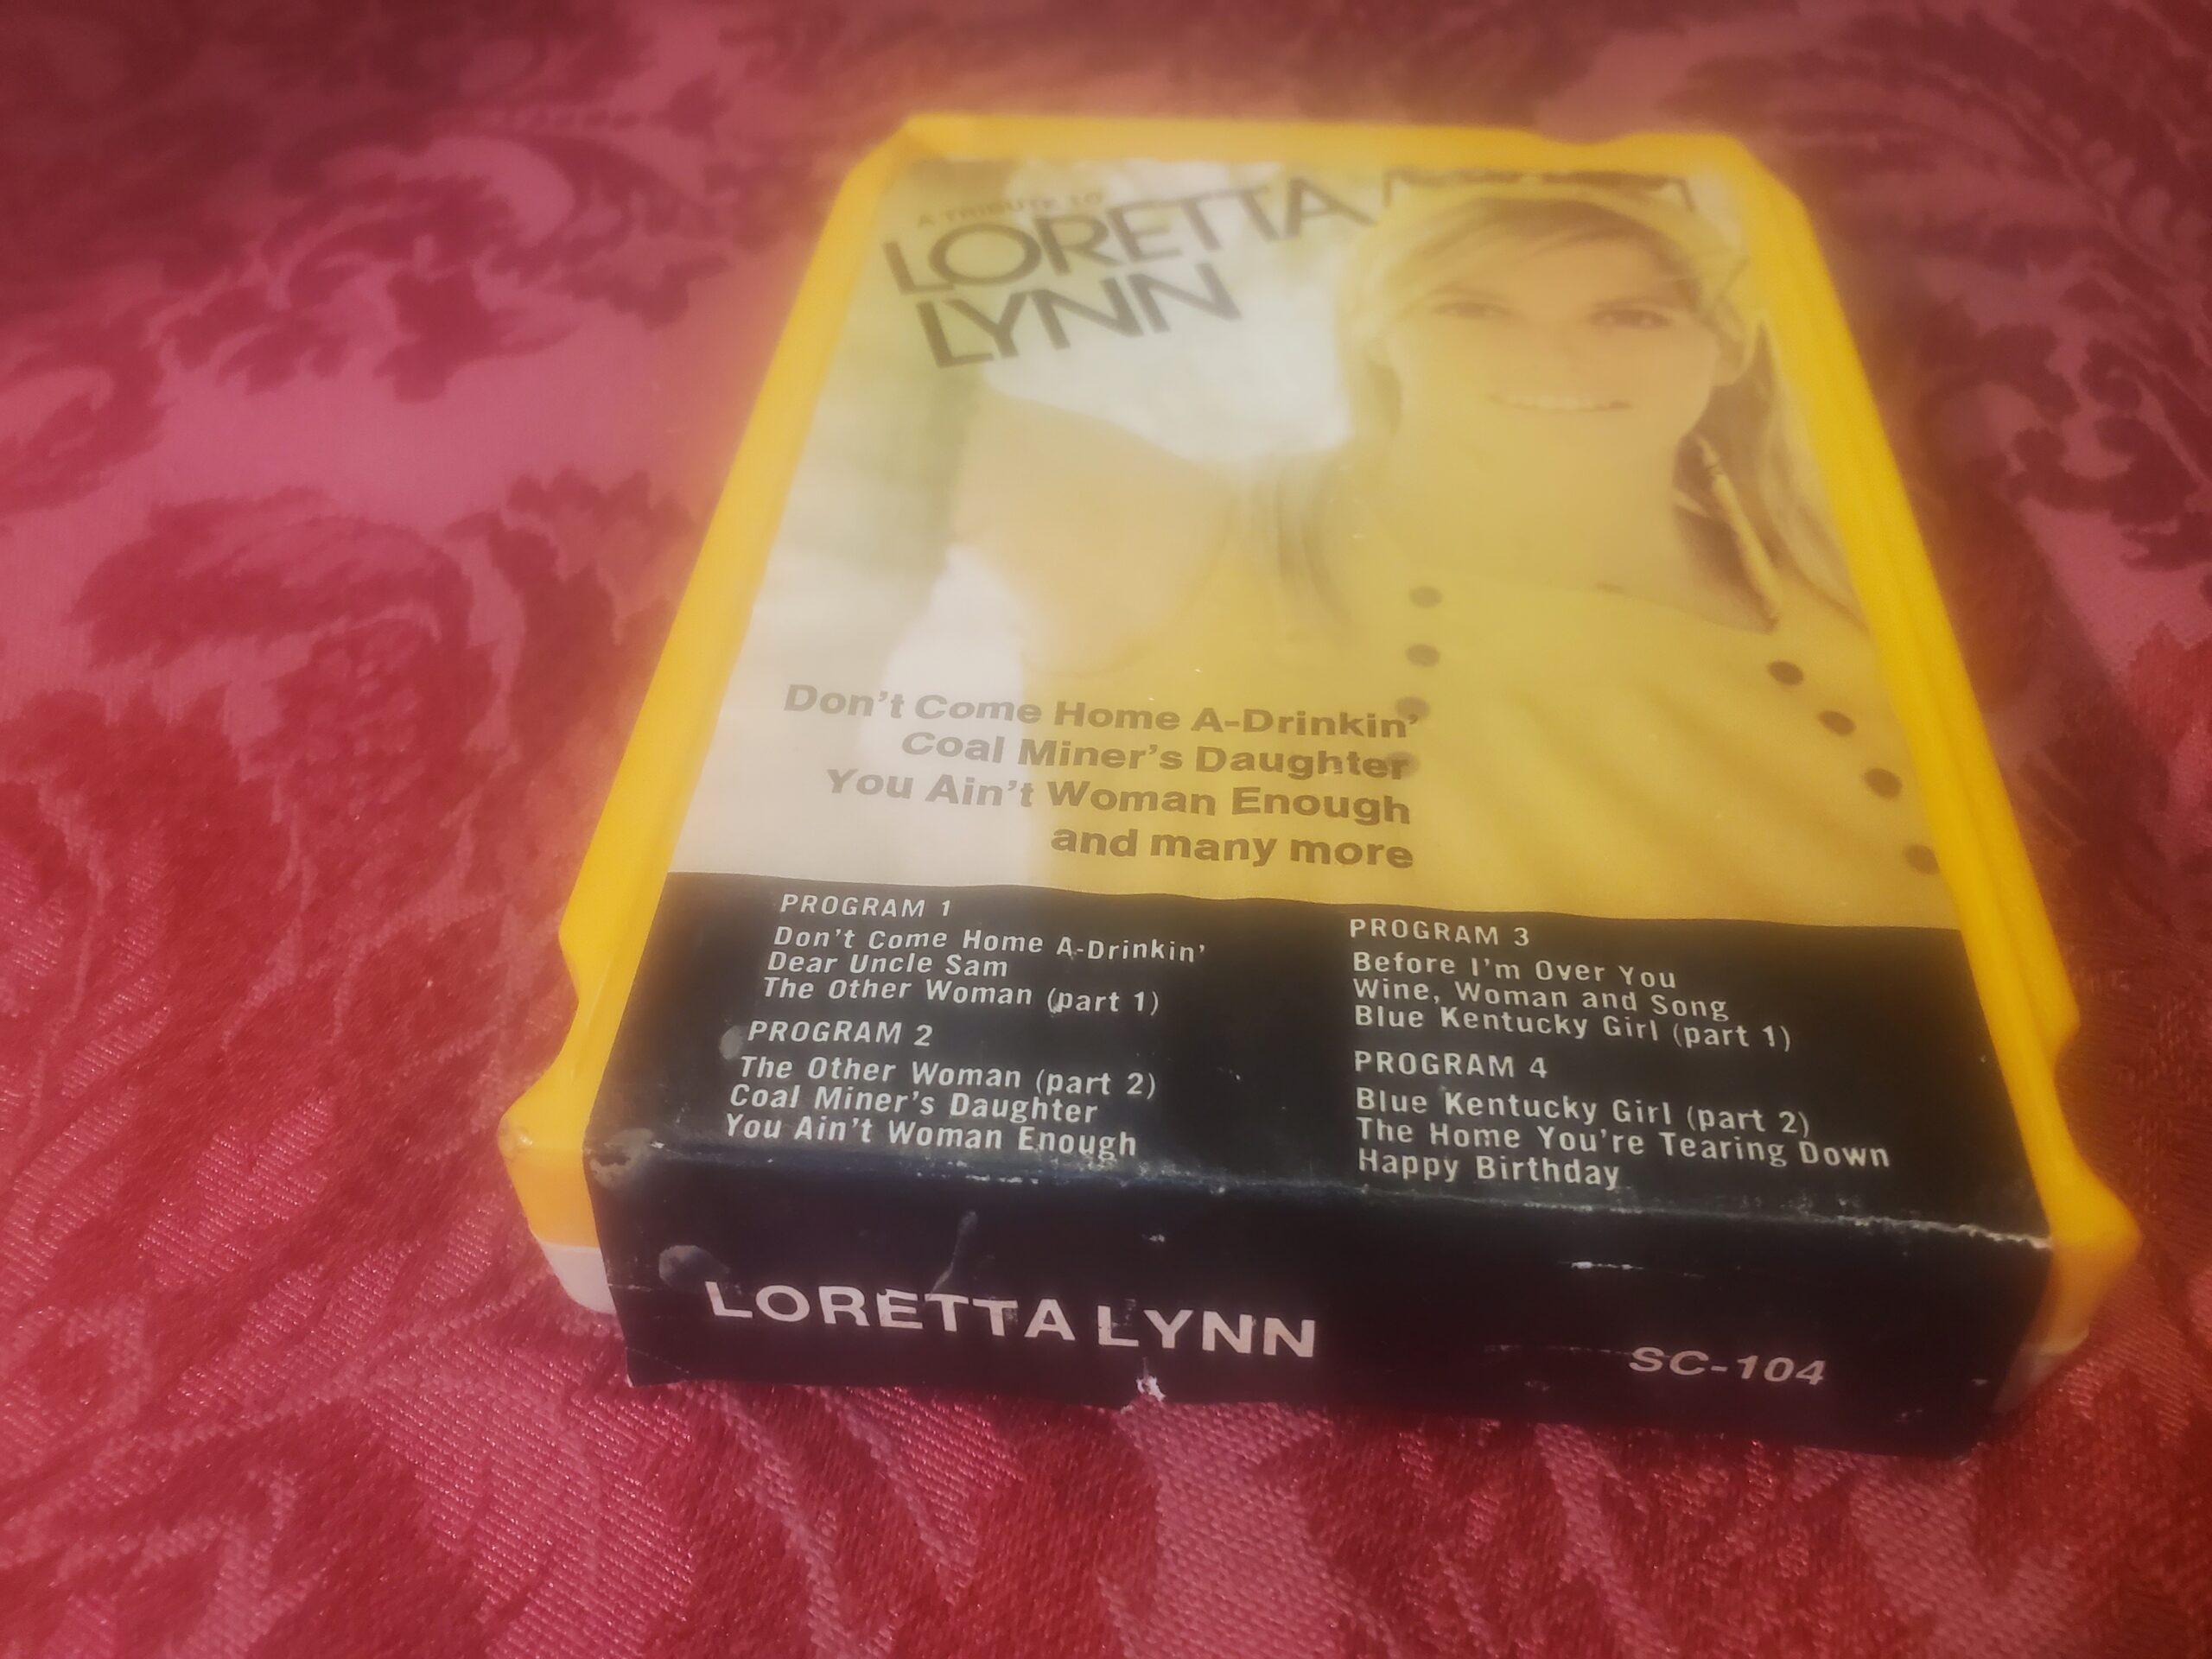 A TRIBUTE TO
LORETTA
LYNN
Don't Come Home A-Drinkin'
Coal Miner's Daughter
You Ain't Woman Enough
and many more
PROGRAM 1
Don't Come Home A-Drinkin'
Dear Uncle Sam
The Other Woman (part 1)
PROGRAM 2
The Other Woman (part 2)
Coal Miner's Daughter
You Ain't Woman Enough
PROGRAM 3
Before I'm Over You
Wine, Woman and Song
Blue Kentucky Girl (part 1)
PROGRAM 4
Blue Kentucky Girl (part 2)
The Home You're Tearing Down
Happy Birthday
LORETTA LYNN
SC-104